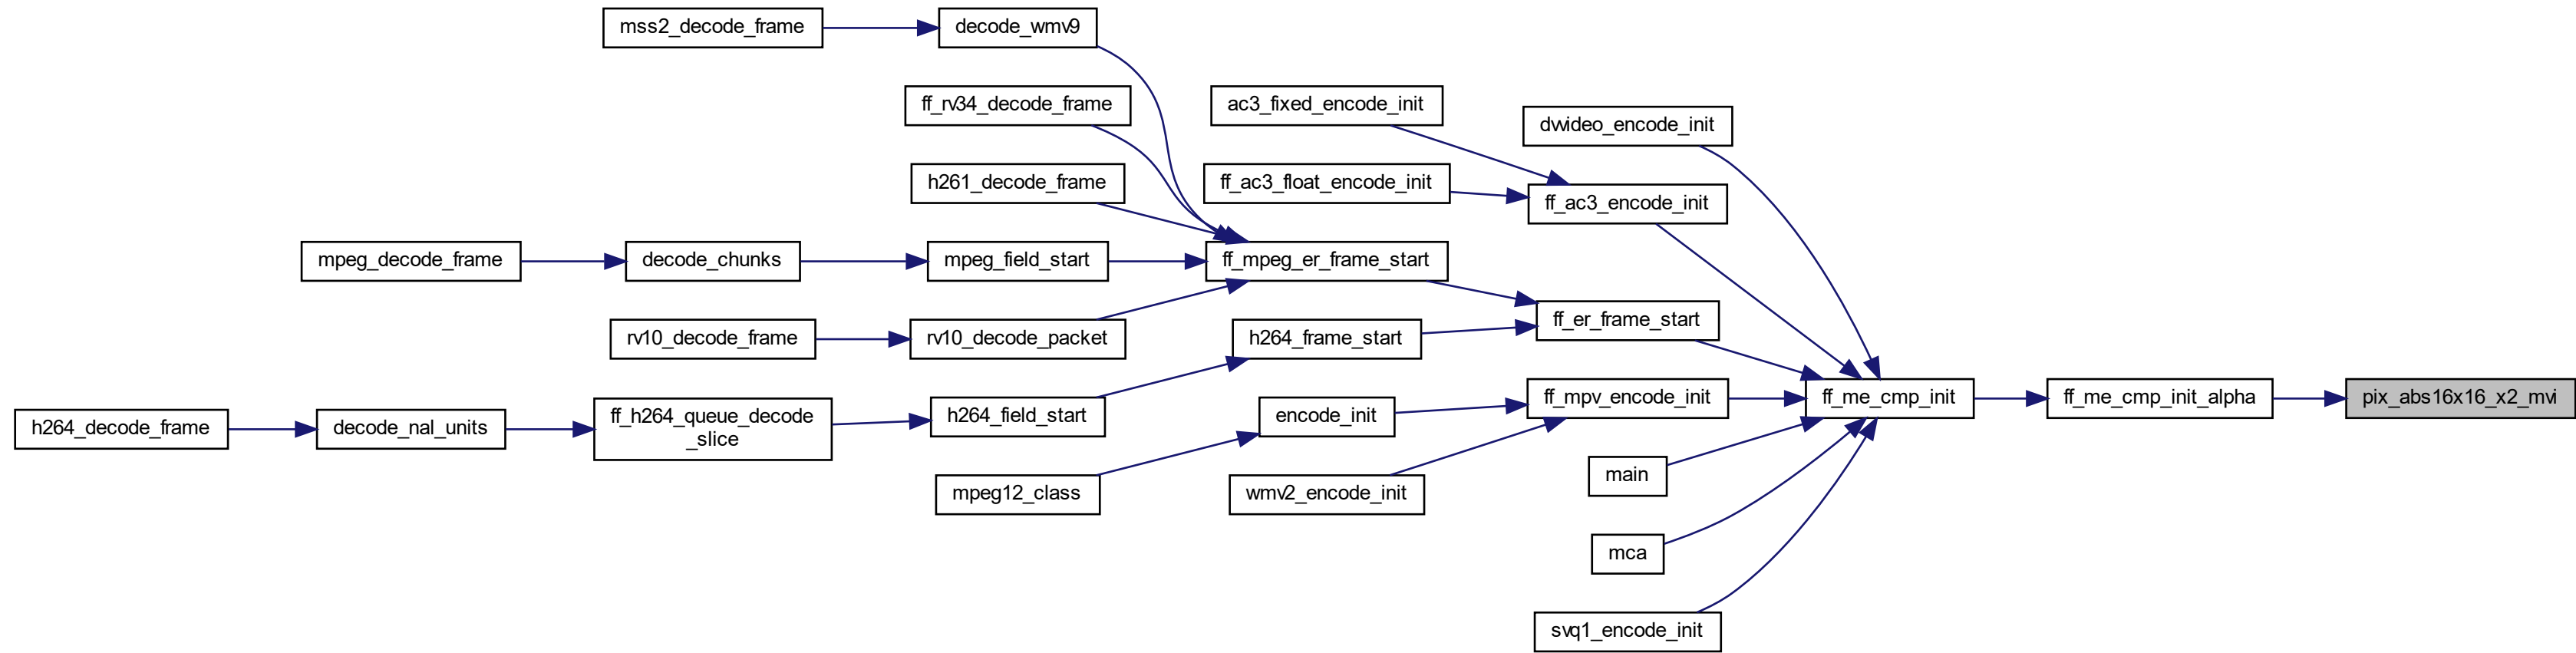 mss2_decode_frame
decode_wmv9
ff_rv34_decode_frame
ac3_fixed_encode_init
dvvideo_encode_init
h261_decode_frame
ff_ac3_float_encode_init
ff_ac3_encode_init
mpeg_decode_frame
decode_chunks
mpeg_field_start
ff_mpeg_er_frame_start
ff_er_frame_start
rv10_decode_frame
rv10_decode_packet
h264_frame_start
h264_decode_frame
decode_nal_units
ff_h264_queue_decode
_slice
h264_field_start
encode_init
ff_mpv_encode_init
ff_me_cmp_init
ff_me_cmp_init_alpha
pix_abs16x16_x2_mvi
mpeg12_class
wmv2_encode_init
main
mca
svq1_encode_init